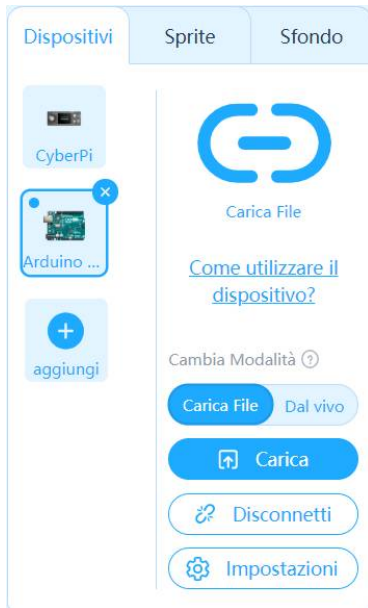 Dispositivi
Sprite
Sfondo
CyberPi
Arduino ...
aggiungi
Carica File
Come utilizzare il
dispositivo?
Cambia Modalità ?
Carica File
Dal vivo
Carica
Disconnetti
Impostazioni